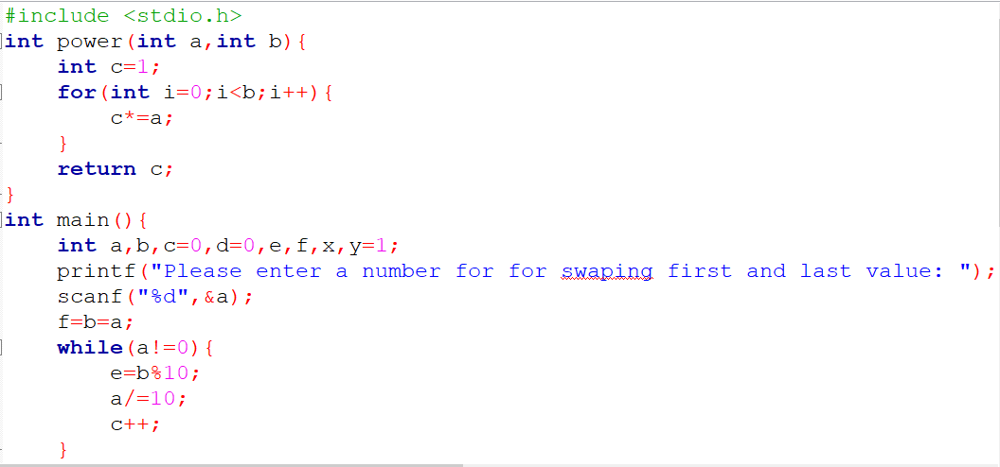 #include <stdio.h>
int power(int a,int b){
    int c=1;
    for(int i=0;i<b;i++){
        c*=a;
    }
    return c;
}
int main(){
    int a,b,c=0,d=0,e,f,x,y=1;
    printf("Please enter a number for for swaping first and last value: ");
    scanf("%d",&a);
    f=b=a;
    while(a!=0){
        e=b%10;
        a/=10;
        c++;
    }